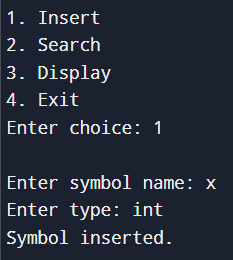 1. Insert
2. Search
3. Display
4. Exit
Enter choice: 1
Enter symbol name: x
Enter type: int
Symbol inserted.